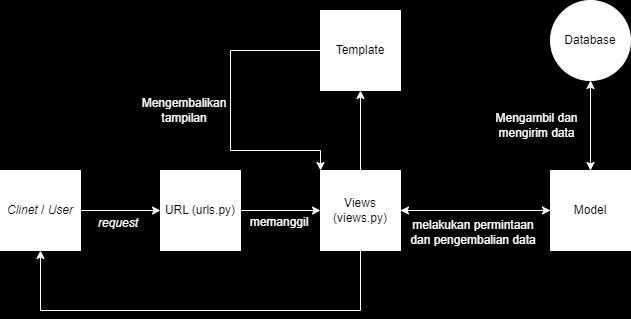 Template
Database
Mengembalikan
tampilan
Mengambil dan
mengirim data
Clinet / User
request
URL (urls.py)
memanggil
Views
(views.py)
melakukan permintaan
dan pengembalian data
Model